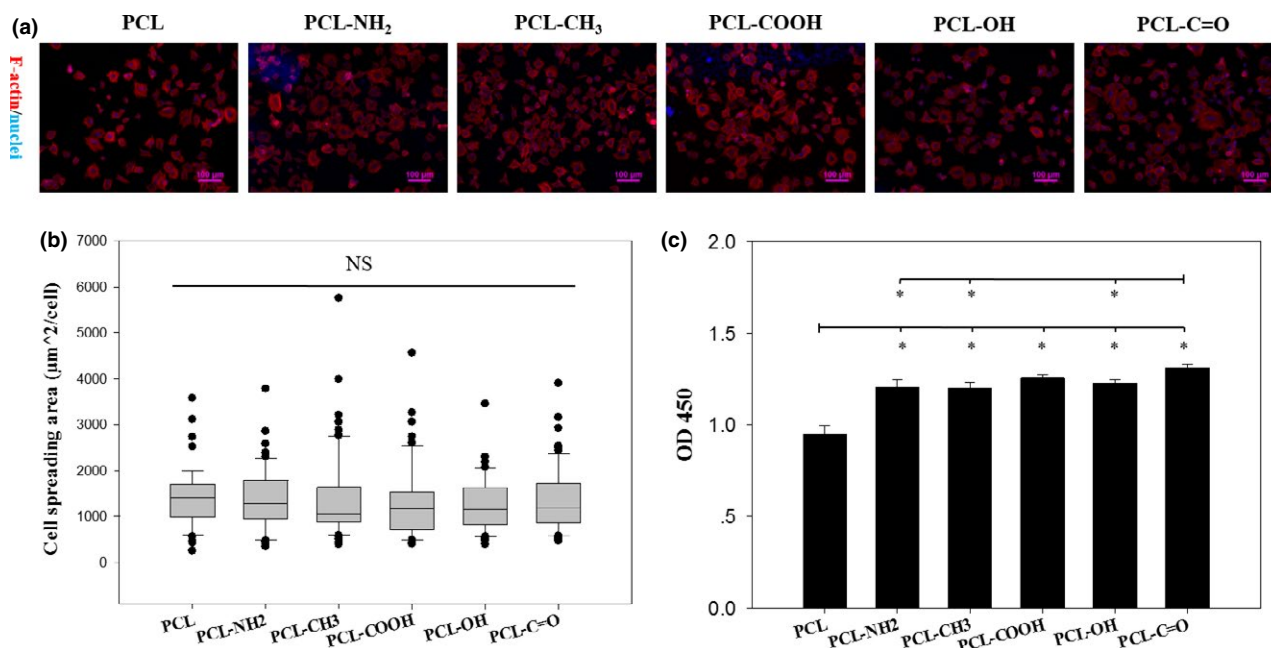 (a)
PCL PCL-NH₂ PCL-CH₃ PCL-COOH PCL-OH PCL-C=O
F-actin/nuclei
100 µm 100 µm 100 µm 100 µm 100 µm 100 µm
(b)
Cell spreading area (µm^2/cell)
7000
6000
5000
4000
3000
2000
1000
0
NS
PCL PCL-NH2 PCL-CH3 PCL-COOH PCL-OH PCL-C=O
(c)
OD 450
2.0
1.5
1.0
.5
0.0
* * *
* * * * *
PCL PCL-NH2 PCL-CH3 PCL-COOH PCL-OH PCL-C=O